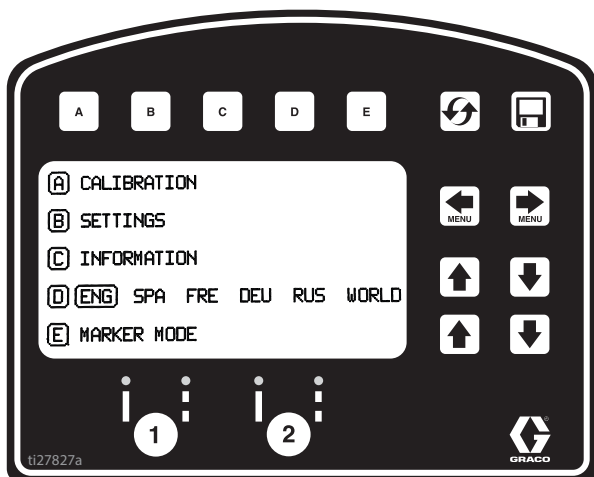 A B C D E
A CALIBRATION
MENU MENU
B SETTINGS
C INFORMATION
D ENG SPA FRE DEU RUS WORLD
E MARKER MODE
1 2
ti27827a
GRACO